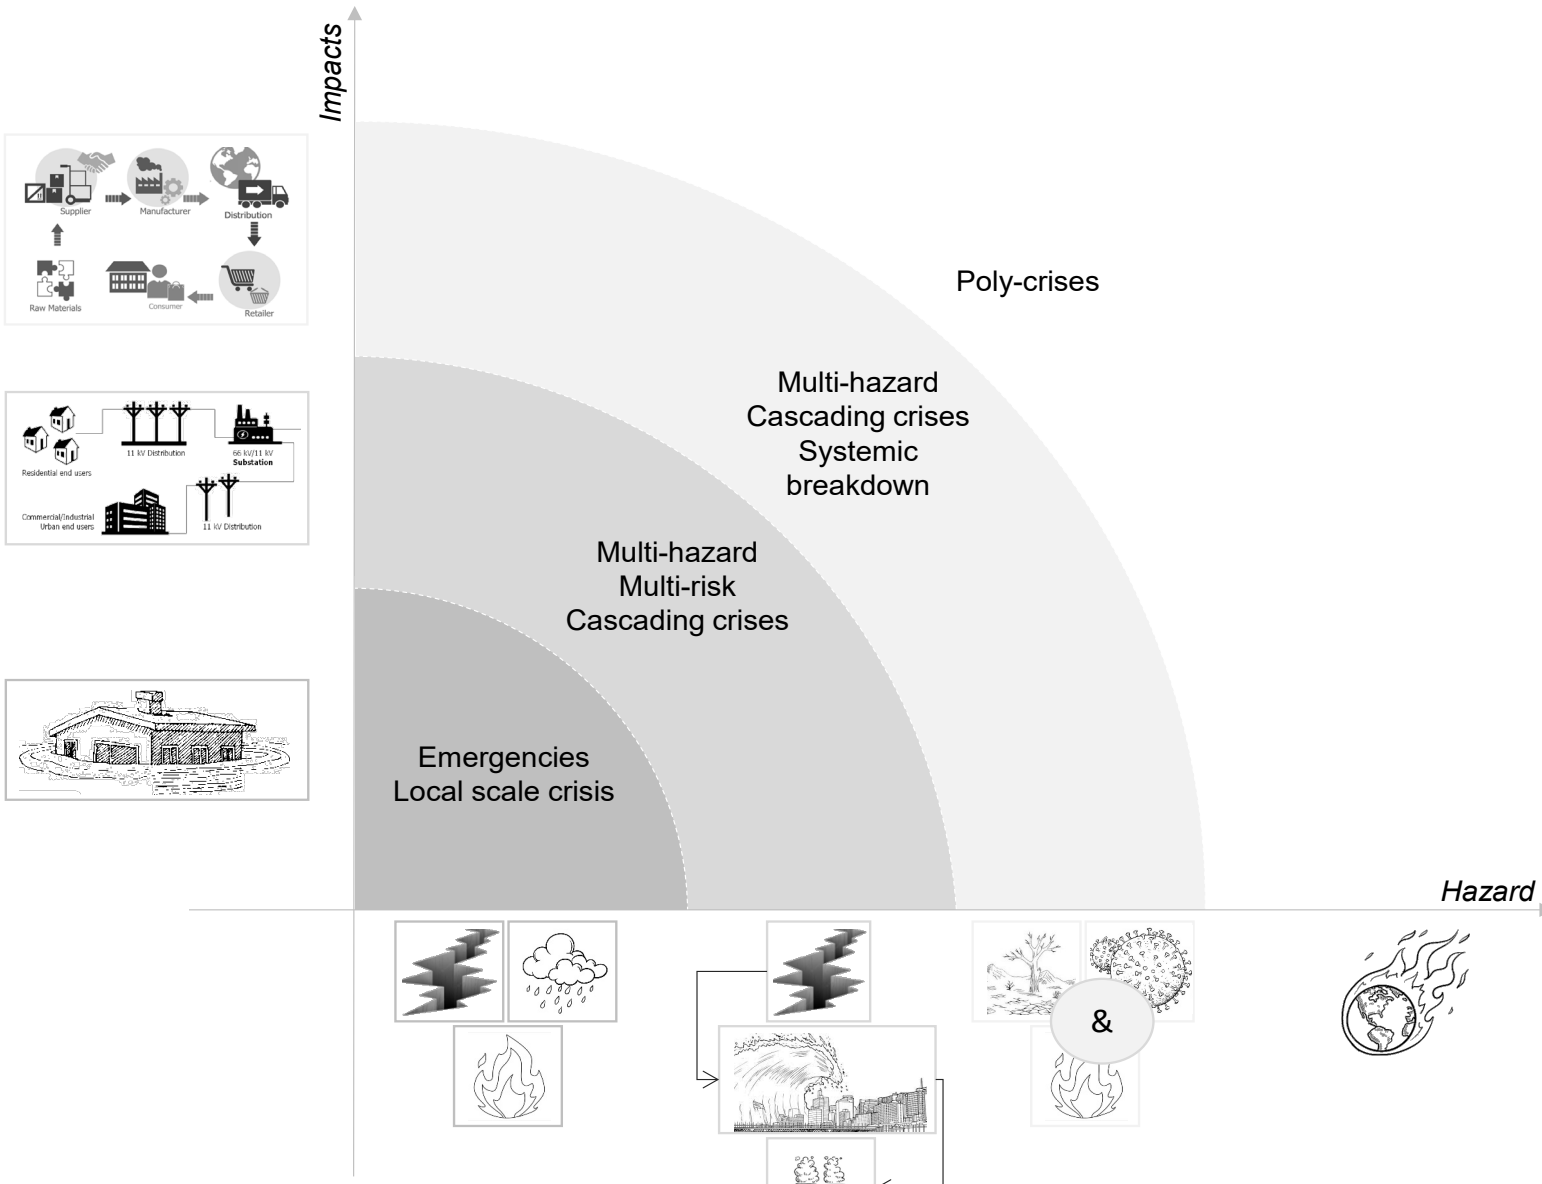 Impacts
Supplier
Manufacturer
Distribution
Raw Materials
Consumer
Retailer
Poly-crises
Multi-hazard
Cascading crises
Systemic
breakdown
Residential end users
11 kV Distribution
66 kV/11 kV
Substation
Commercial/Industrial
Urban end users
11 kV Distribution
Multi-hazard
Multi-risk
Cascading crises
Emergencies
Local scale crisis
Hazard
&